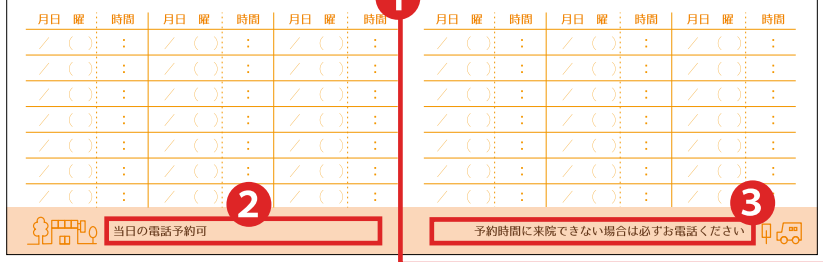 1
月日 曜 時間 月日 曜 時間 月日 曜 時間 月日 曜 時間 月日 曜 時間 月日 曜 時間
／ （ ） ： ／ （ ） ： ／ （ ） ： ／ （ ） ： ／ （ ） ： ／ （ ） ：
／ （ ） ： ／ （ ） ： ／ （ ） ： ／ （ ） ： ／ （ ） ： ／ （ ） ：
／ （ ） ： ／ （ ） ： ／ （ ） ： ／ （ ） ： ／ （ ） ： ／ （ ） ：
／ （ ） ： ／ （ ） ： ／ （ ） ： ／ （ ） ： ／ （ ） ： ／ （ ） ：
／ （ ） ： ／ （ ） ： ／ （ ） ： ／ （ ） ： ／ （ ） ： ／ （ ） ：
／ （ ） ： ／ （ ） ： ／ （ ） ： ／ （ ） ： ／ （ ） ： ／ （ ） ：
／ （ ） ： ／ （ ） ： ／ （ ） ： ／ （ ） ： ／ （ ） ： ／ （ ） ：
2
当日の電話予約可
3
予約時間に来院できない場合は必ずお電話ください